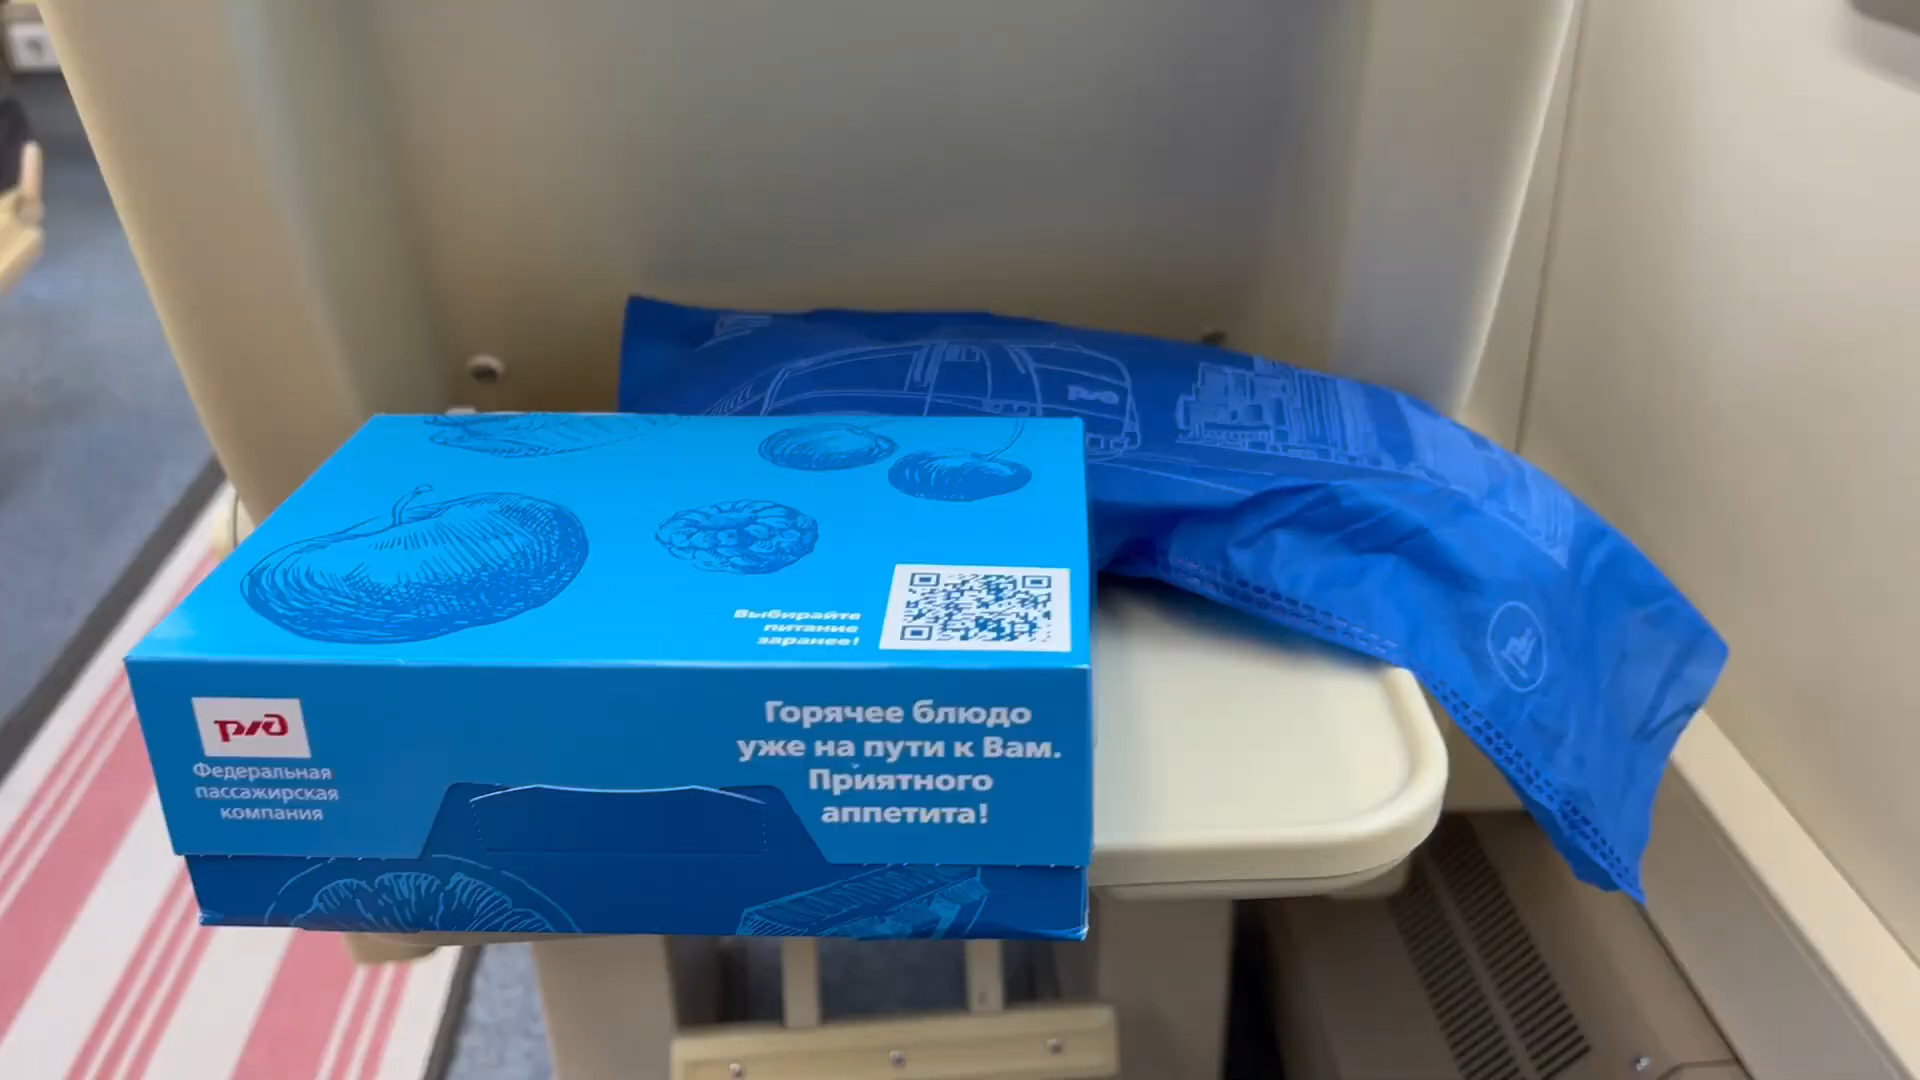 Выбирайте
питание
заранее!
ржд
Федеральная
пассажирская
компания
Горячее блюдо
уже на пути к Вам.
Приятного
аппетита!